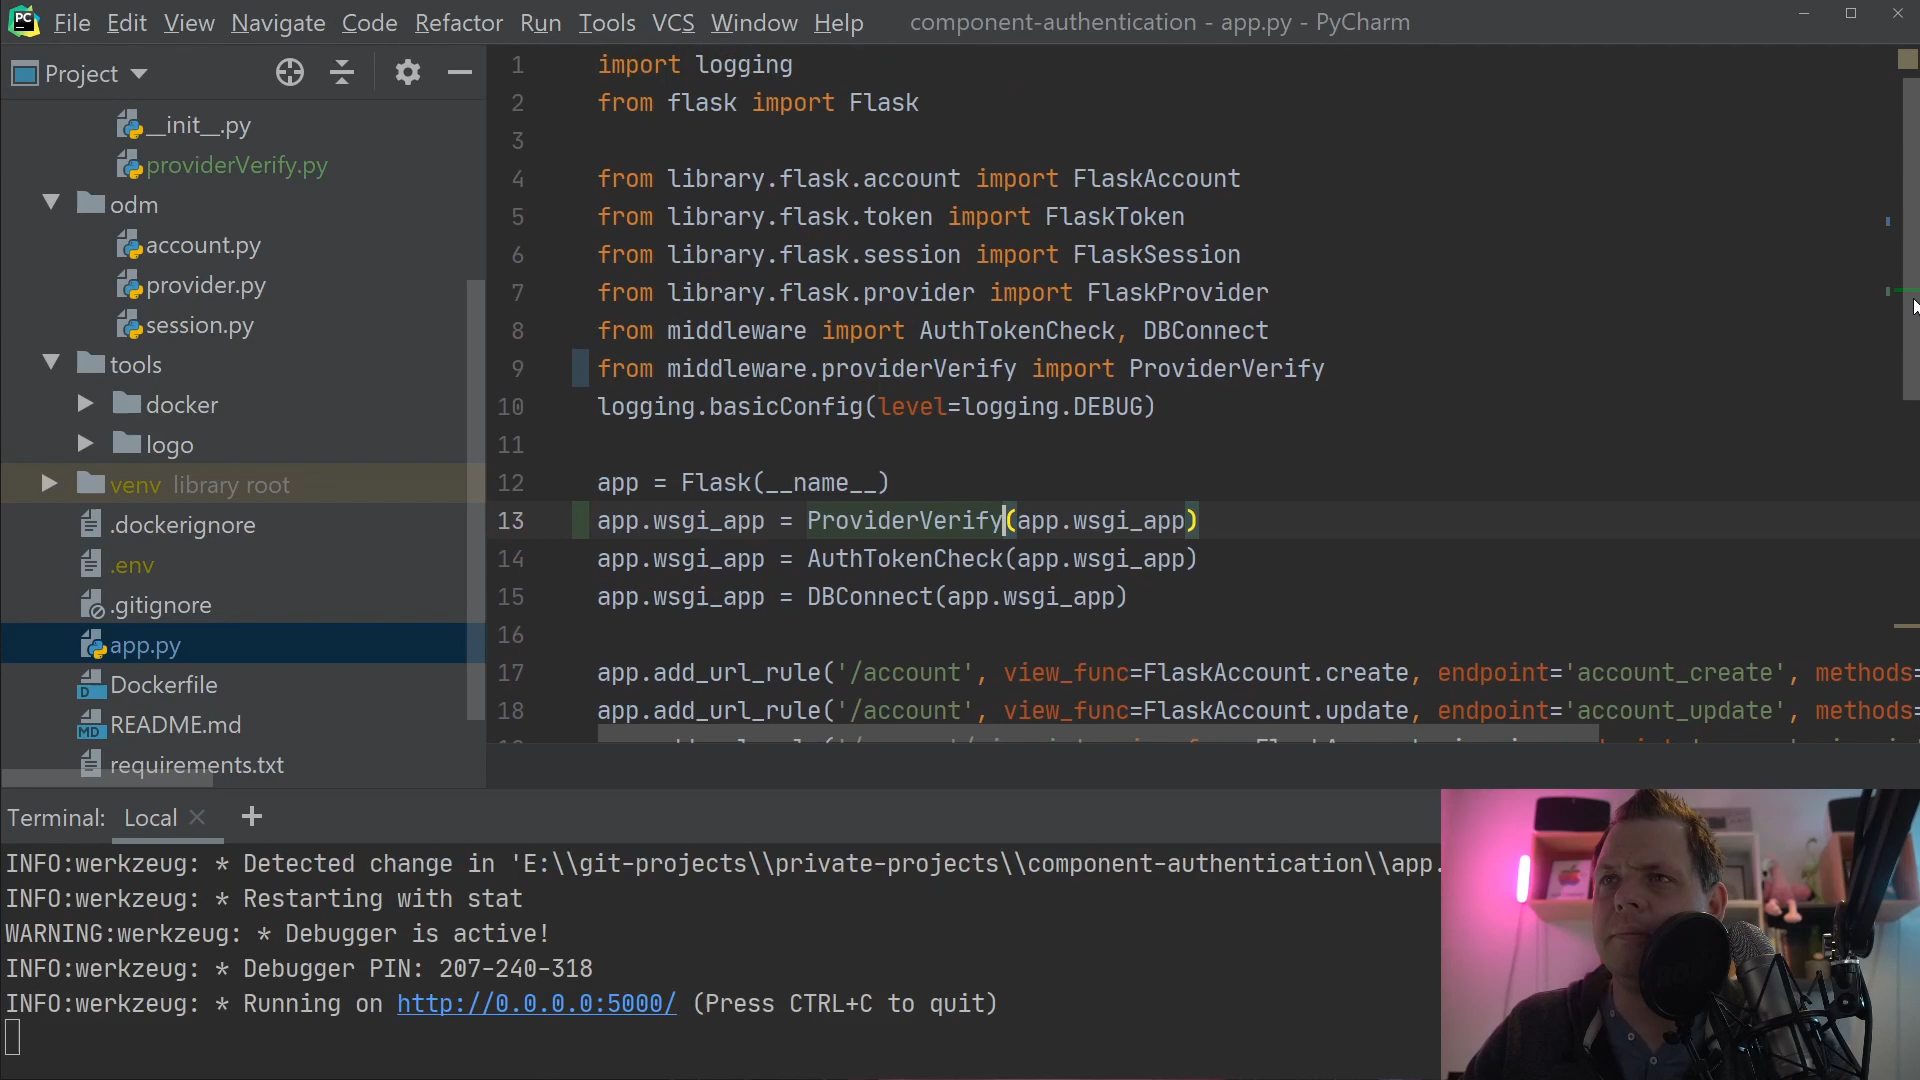 PC File Edit View Navigate Code Refactor Run Tools VCS Window Help component-authentication - app.py - PyCharm
Project
__init__.py
providerVerify.py
odm
account.py
provider.py
session.py
tools
docker
logo
venv library root
.dockerignore
.env
.gitignore
app.py
Dockerfile
README.md
requirements.txt
1 import logging
2 from flask import Flask
3
4 from library.flask.account import FlaskAccount
5 from library.flask.token import FlaskToken
6 from library.flask.session import FlaskSession
7 from library.flask.provider import FlaskProvider
8 from middleware import AuthTokenCheck, DBConnect
9 from middleware.providerVerify import ProviderVerify
10 logging.basicConfig(level=logging.DEBUG)
11
12 app = Flask(__name__)
13 app.wsgi_app = ProviderVerify(app.wsgi_app)
14 app.wsgi_app = AuthTokenCheck(app.wsgi_app)
15 app.wsgi_app = DBConnect(app.wsgi_app)
16
17 app.add_url_rule('/account', view_func=FlaskAccount.create, endpoint='account_create', methods=
18 app.add_url_rule('/account', view_func=FlaskAccount.update, endpoint='account_update', methods=
Terminal: Local
INFO:werkzeug: * Detected change in 'E:\\git-projects\\private-projects\\component-authentication\\app.
INFO:werkzeug: * Restarting with stat
WARNING:werkzeug: * Debugger is active!
INFO:werkzeug: * Debugger PIN: 207-240-318
INFO:werkzeug: * Running on http://0.0.0.0:5000/ (Press CTRL+C to quit)